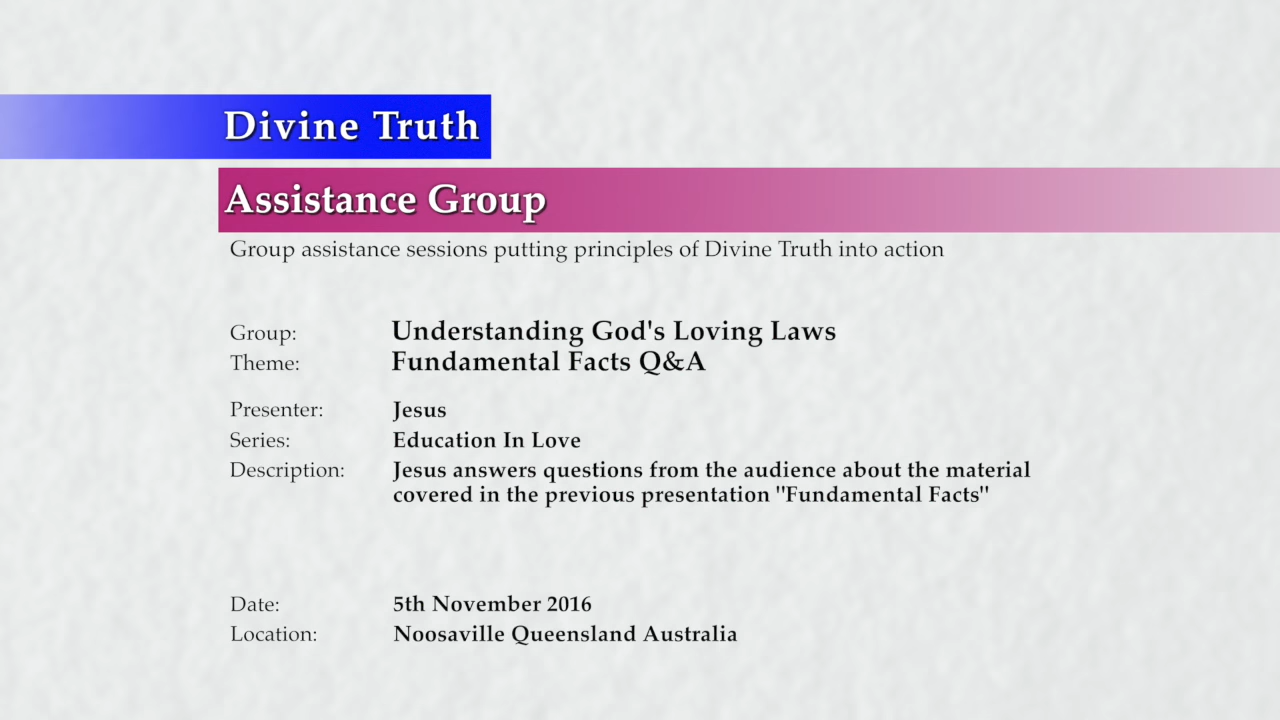 Divine Truth
Assistance Group
Group assistance sessions putting principles of Divine Truth into action
Group: Understanding God's Loving Laws
Theme: Fundamental Facts Q&A
Presenter: Jesus
Series: Education In Love
Description: Jesus answers questions from the audience about the material
covered in the previous presentation "Fundamental Facts"
Date: 5th November 2016
Location: Noosaville Queensland Australia